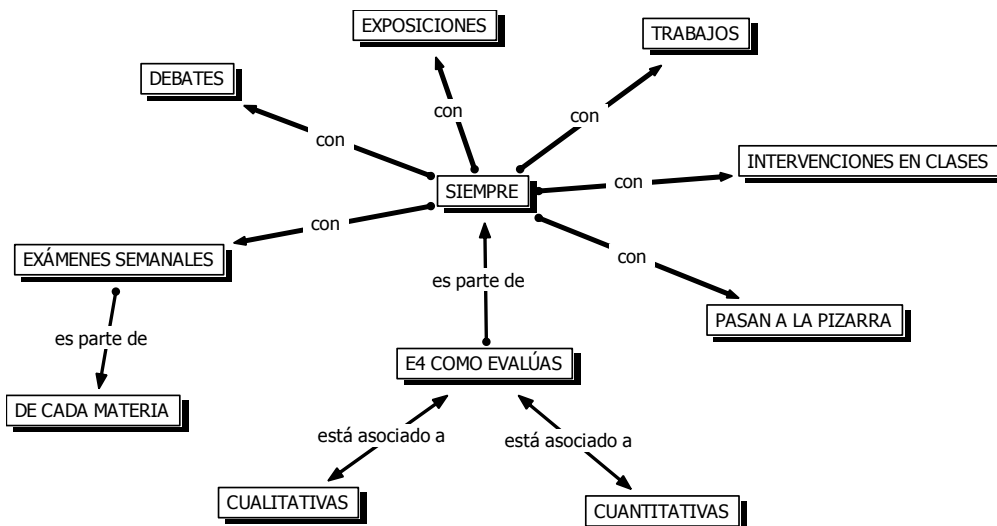 EXPOSICIONES
TRABAJOS
DEBATES
con
con
con
INTERVENCIONES EN CLASES
con
SIEMPRE
con
EXÁMENES SEMANALES
con
es parte de
PASAN A LA PIZARRA
es parte de
E4 COMO EVALÚAS
DE CADA MATERIA
está asociado a
está asociado a
CUALITATIVAS
CUANTITATIVAS